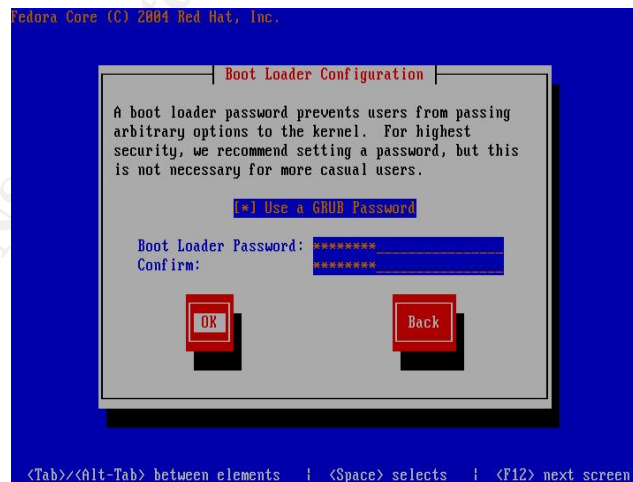 Fedora Core (C) 2004 Red Hat, Inc.
Boot Loader Configuration
A boot loader password prevents users from passing
arbitrary options to the kernel.  For highest
security, we recommend setting a password, but this
is not necessary for more casual users.
[*] Use a GRUB Password
Boot Loader Password: ********________________
Confirm: ********________________
OK Back
<Tab>/<Alt-Tab> between elements | <Space> selects | <F12> next screen